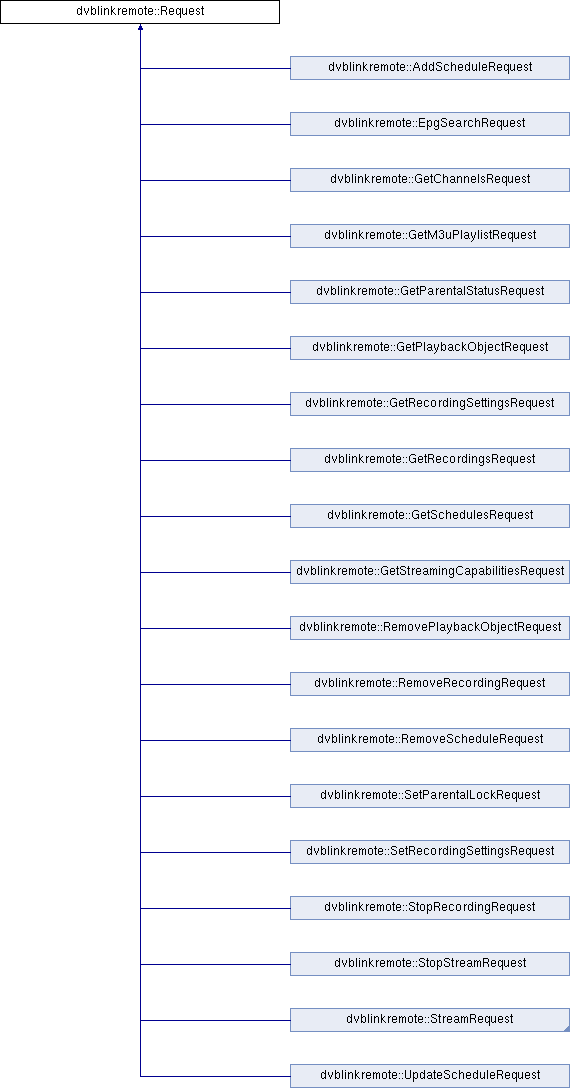 dvblinkremote::Request
dvblinkremote::AddScheduleRequest
dvblinkremote::EpgSearchRequest
dvblinkremote::GetChannelsRequest
dvblinkremote::GetM3uPlaylistRequest
dvblinkremote::GetParentalStatusRequest
dvblinkremote::GetPlaybackObjectRequest
dvblinkremote::GetRecordingSettingsRequest
dvblinkremote::GetRecordingsRequest
dvblinkremote::GetSchedulesRequest
dvblinkremote::GetStreamingCapabilitiesRequest
dvblinkremote::RemovePlaybackObjectRequest
dvblinkremote::RemoveRecordingRequest
dvblinkremote::RemoveScheduleRequest
dvblinkremote::SetParentalLockRequest
dvblinkremote::SetRecordingSettingsRequest
dvblinkremote::StopRecordingRequest
dvblinkremote::StopStreamRequest
dvblinkremote::StreamRequest
dvblinkremote::UpdateScheduleRequest